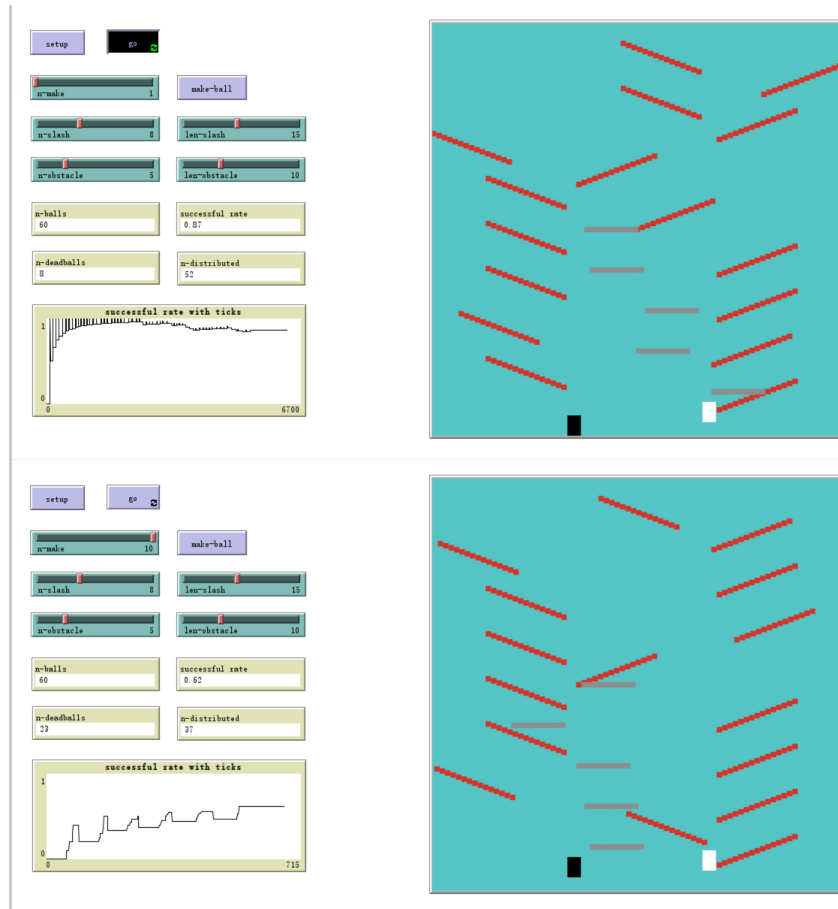 setup go
n-make 1 make-ball
n-slash 8 len-slash 15
n-obstacle 5 len-obstacle 10
n-balls successful rate
60 0.87
n-deadballs n-distributed
8 52
successful rate with ticks
1
0
0 6700
setup go
n-make 10 make-ball
n-slash 8 len-slash 15
n-obstacle 5 len-obstacle 10
n-balls successful rate
60 0.62
n-deadballs n-distributed
23 37
successful rate with ticks
1
0
0 715